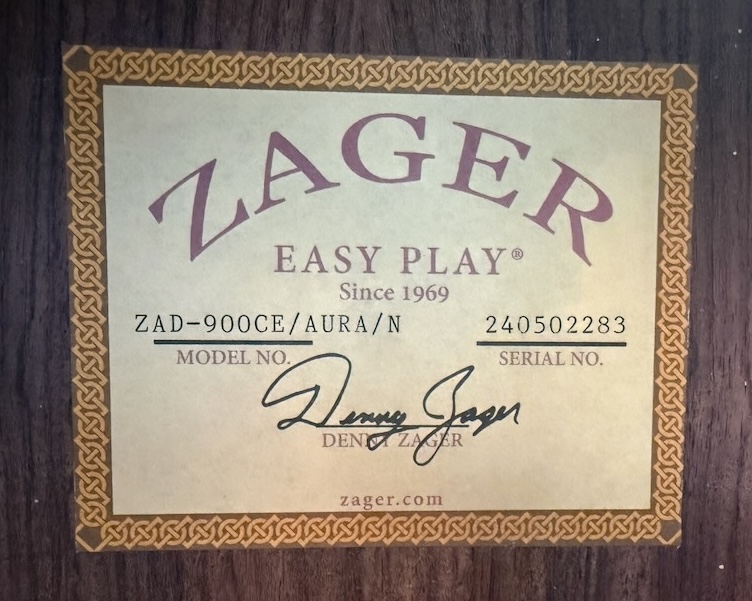 ZAGER
EASY PLAY®
Since 1969
ZAD-900CE/AURA/N 240502283
MODEL NO. SERIAL NO.
Denny Zager
DENNY ZAGER
zager.com